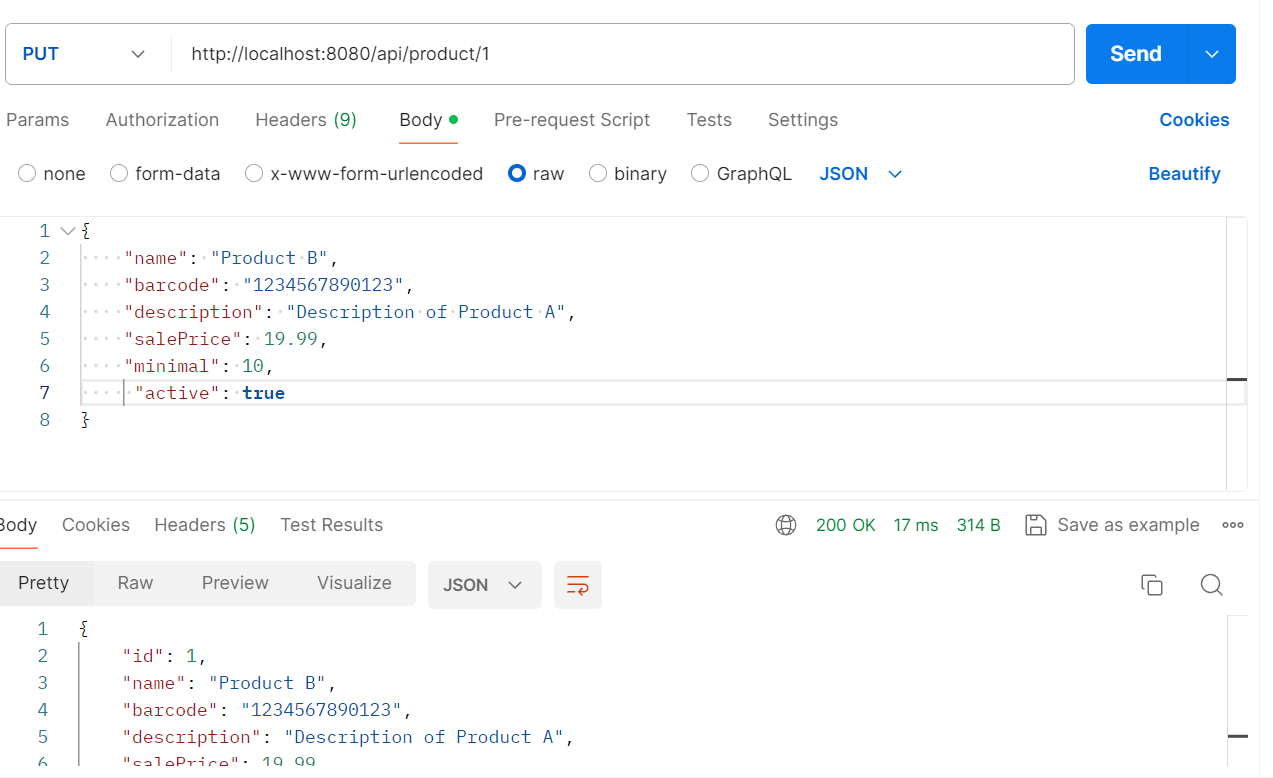 PUT http://localhost:8080/api/product/1 Send
Params Authorization Headers (9) Body Pre-request Script Tests Settings Cookies
none form-data x-www-form-urlencoded raw binary GraphQL JSON Beautify
1 {
2 "name": "Product B",
3 "barcode": "1234567890123",
4 "description": "Description of Product A",
5 "salePrice": 19.99,
6 "minimal": 10,
7 "active": true
8 }
Body Cookies Headers (5) Test Results 200 OK 17 ms 314 B Save as example
Pretty Raw Preview Visualize JSON
1 {
2 "id": 1,
3 "name": "Product B",
4 "barcode": "1234567890123",
5 "description": "Description of Product A",
6 "salePrice": 19.99